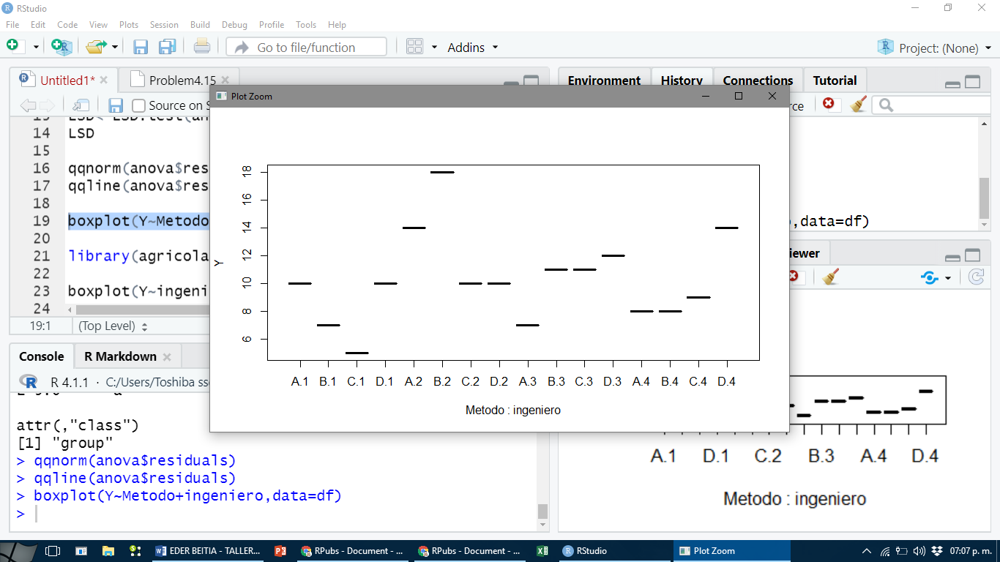 RStudio
File Edit Code View Plots Session Build Debug Profile Tools Help
Go to file/function Addins Project: (None)
Untitled1* Problem4.15
Source on S
14 LSD
15
16 qqnorm(anova$res
17 qqline(anova$res
18
19 boxplot(Y~Metodo
20
21 library(agricola
22
23 boxplot(Y~ingeni
24
19:1 (Top Level)
Console R Markdown
R 4.1.1 · C:/Users/Toshiba sso
attr(,"class")
[1] "group"
> qqnorm(anova$residuals)
> qqline(anova$residuals)
> boxplot(Y~Metodo+ingeniero,data=df)
>
Plot Zoom
Y
18
16
14
12
10
8
6
A.1 B.1 C.1 D.1 A.2 B.2 C.2 D.2 A.3 B.3 C.3 D.3 A.4 B.4 C.4 D.4
Metodo : ingeniero
Environment History Connections Tutorial
rce
,data=df)
iewer
A.1 D.1 C.2 B.3 A.4 D.4
Metodo : ingeniero
EDER BEITIA - TALLER... RPubs - Document - ... RPubs - Document - ... RStudio Plot Zoom 07:07 p. m.